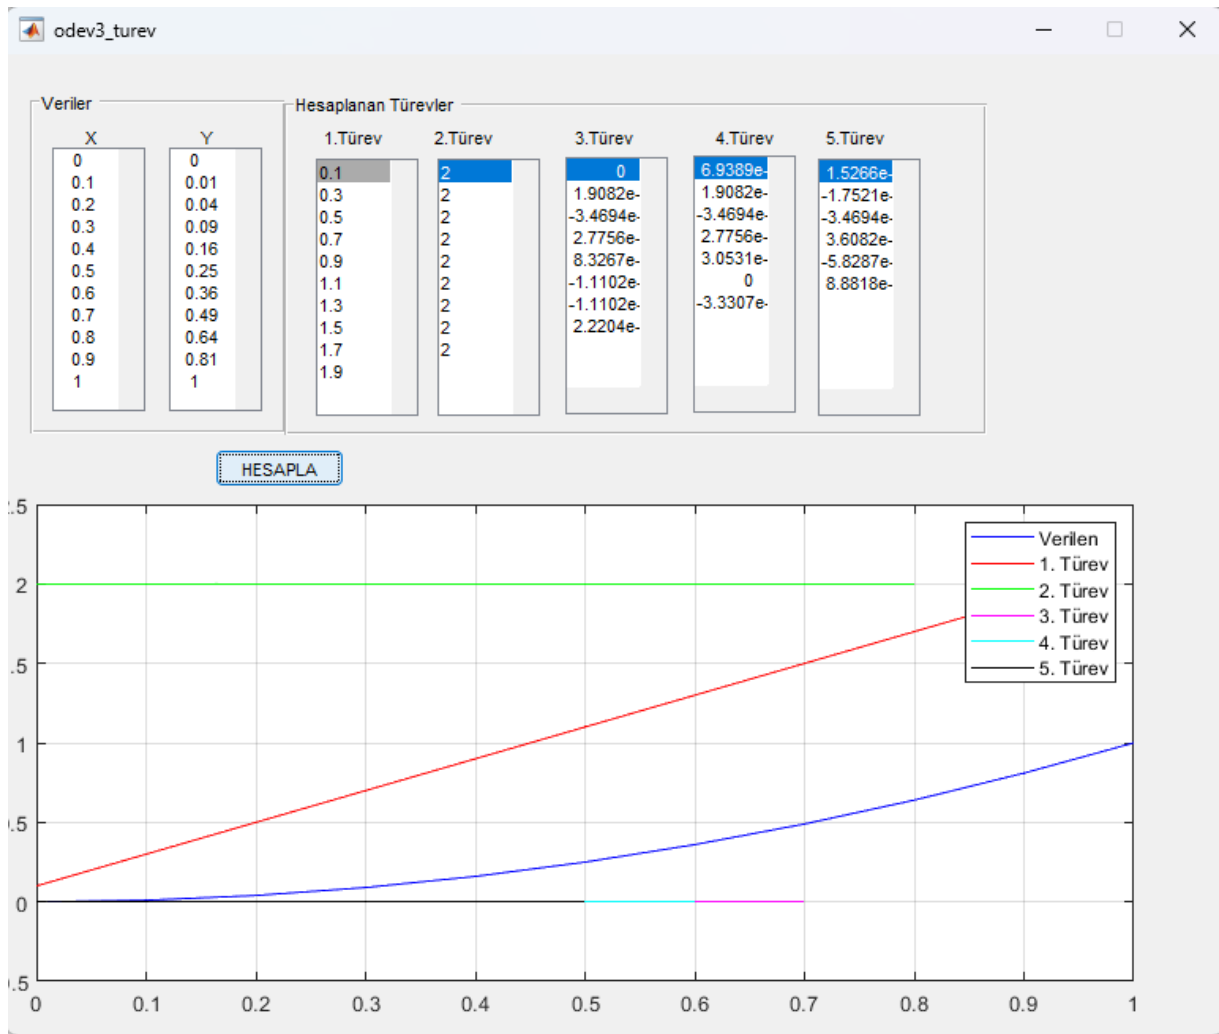 odev3_turev
Veriler
X Y
0 0
0.1 0.01
0.2 0.04
0.3 0.09
0.4 0.16
0.5 0.25
0.6 0.36
0.7 0.49
0.8 0.64
0.9 0.81
1 1
Hesaplanan Türevler
1.Türev 2.Türev 3.Türev 4.Türev 5.Türev
0.1 2 0 6.9389e- 1.5266e-
0.3 2 1.9082e- 1.9082e- -1.7521e-
0.5 2 -3.4694e- -3.4694e- -3.4694e-
0.7 2 2.7756e- 2.7756e- 3.6082e-
0.9 2 8.3267e- 3.0531e- -5.8287e-
1.1 2 -1.1102e- 0 8.8818e-
1.3 2 -1.1102e- -3.3307e-
1.5 2 2.2204e-
1.7 2
1.9
HESAPLA
.5
2
.5
1
.5
0
.5
Verilen
1. Türev
2. Türev
3. Türev
4. Türev
5. Türev
0 0.1 0.2 0.3 0.4 0.5 0.6 0.7 0.8 0.9 1